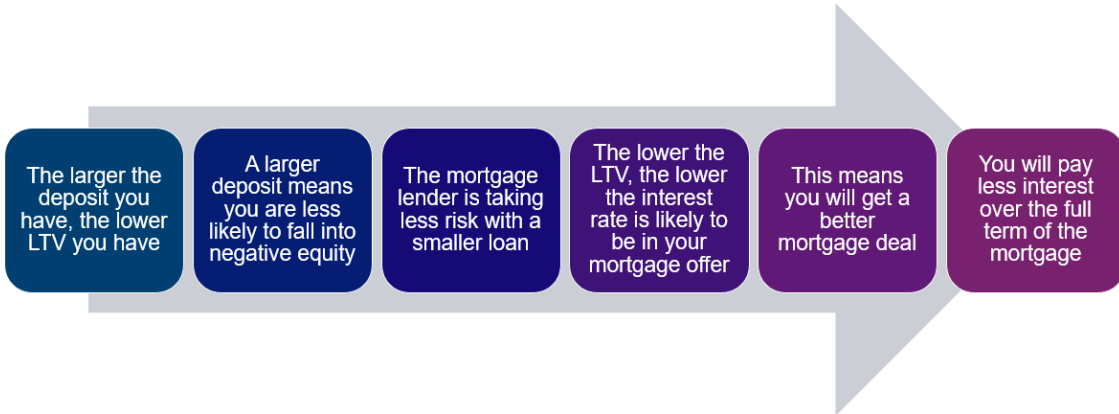 The larger the
deposit you
have, the lower
LTV you have
A larger
deposit means
you are less
likely to fall into
negative equity
The mortgage
lender is taking
less risk with a
smaller loan
The lower the
LTV, the lower
the interest
rate is likely to
be in your
mortgage offer
This means
you will get a
better
mortgage deal
You will pay
less interest
over the full
term of the
mortgage